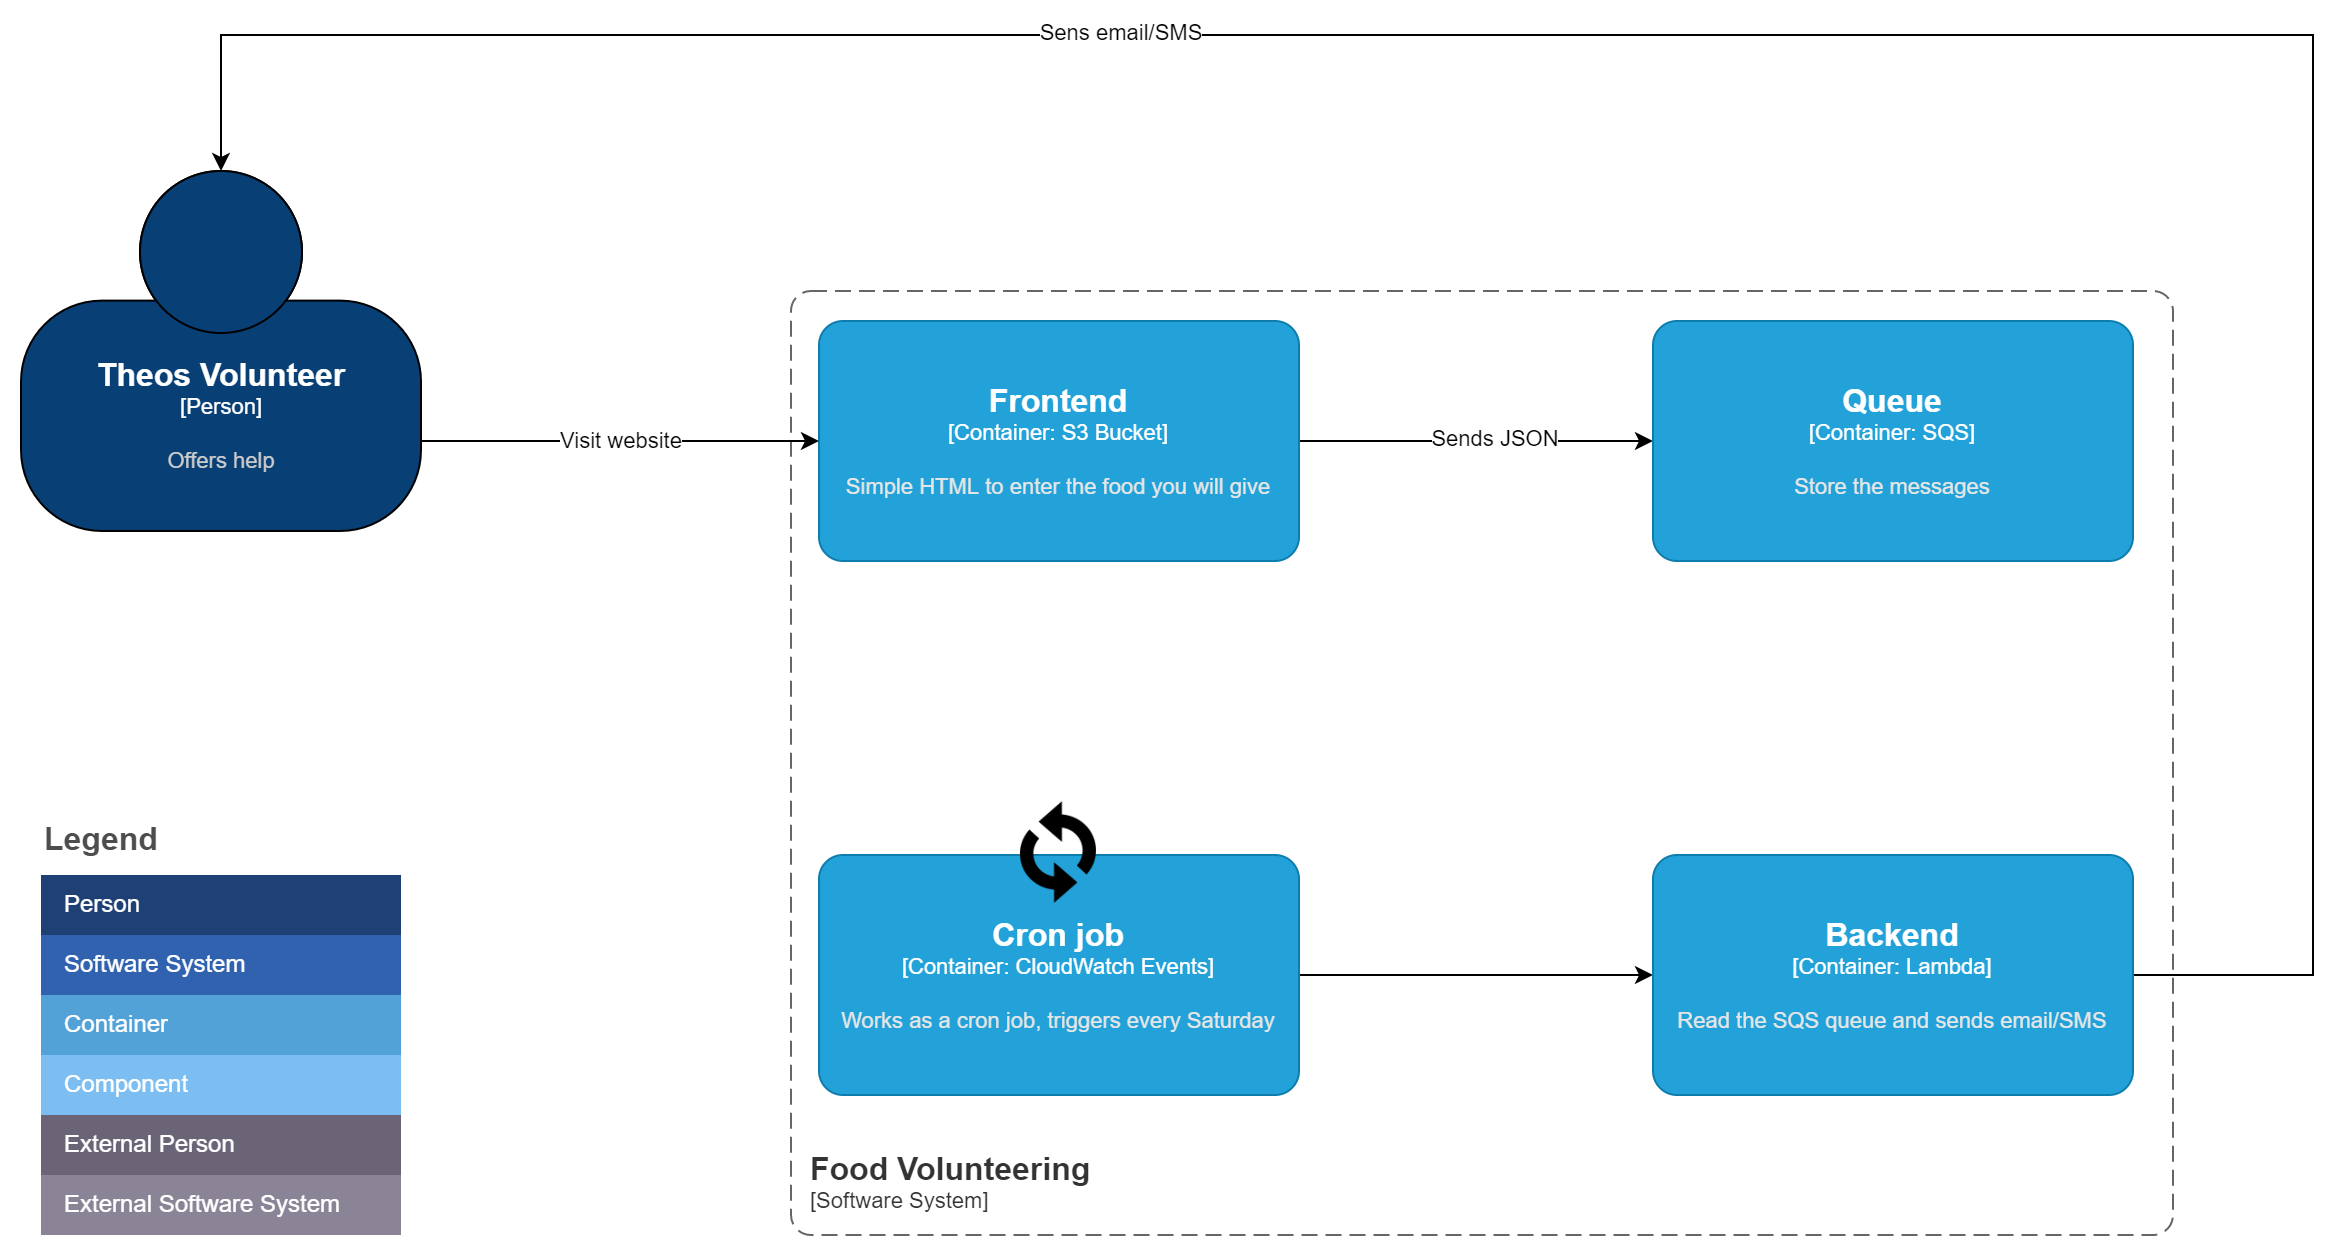 Sens email/SMS
Theos Volunteer
[Person]
Offers help
Visit website
Frontend
[Container: S3 Bucket]
Simple HTML to enter the food you will give
Sends JSON
Queue
[Container: SQS]
Store the messages
Cron job
[Container: CloudWatch Events]
Works as a cron job, triggers every Saturday
Backend
[Container: Lambda]
Read the SQS queue and sends email/SMS
Food Volunteering
[Software System]
Legend
Person
Software System
Container
Component
External Person
External Software System